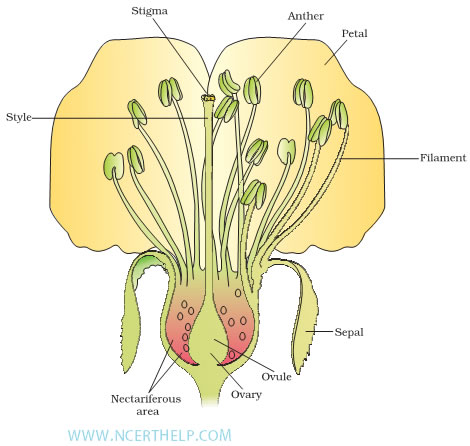 Stigma
Anther
Petal
Style
Filament
Sepal
Ovule
Ovary
Nectariferous
area
WWW.NCERTHELP.COM